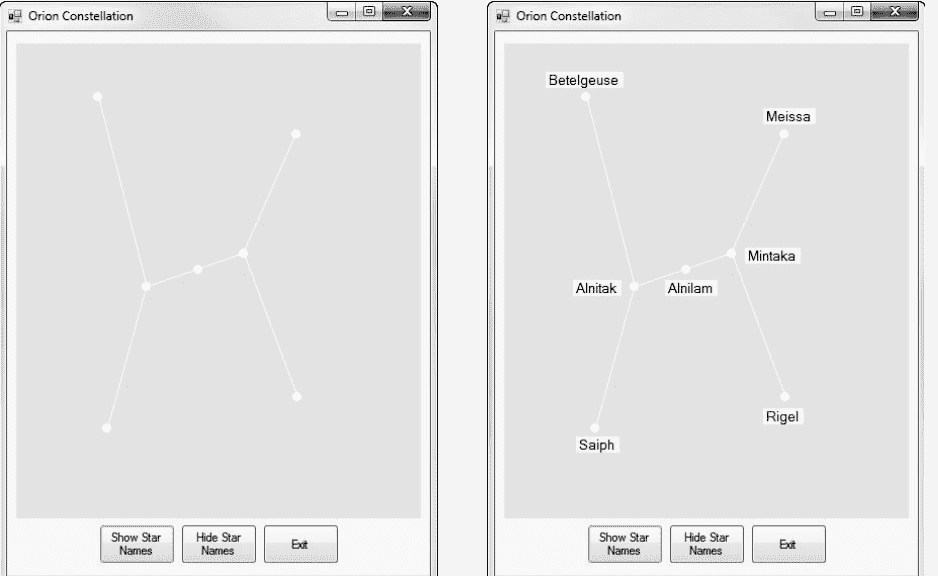 Orion Constellation
Show Star
Names
Hide Star
Names
Exit
Orion Constellation
Betelgeuse
Meissa
Mintaka
Alnitak
Alnilam
Rigel
Saiph
Show Star
Names
Hide Star
Names
Exit